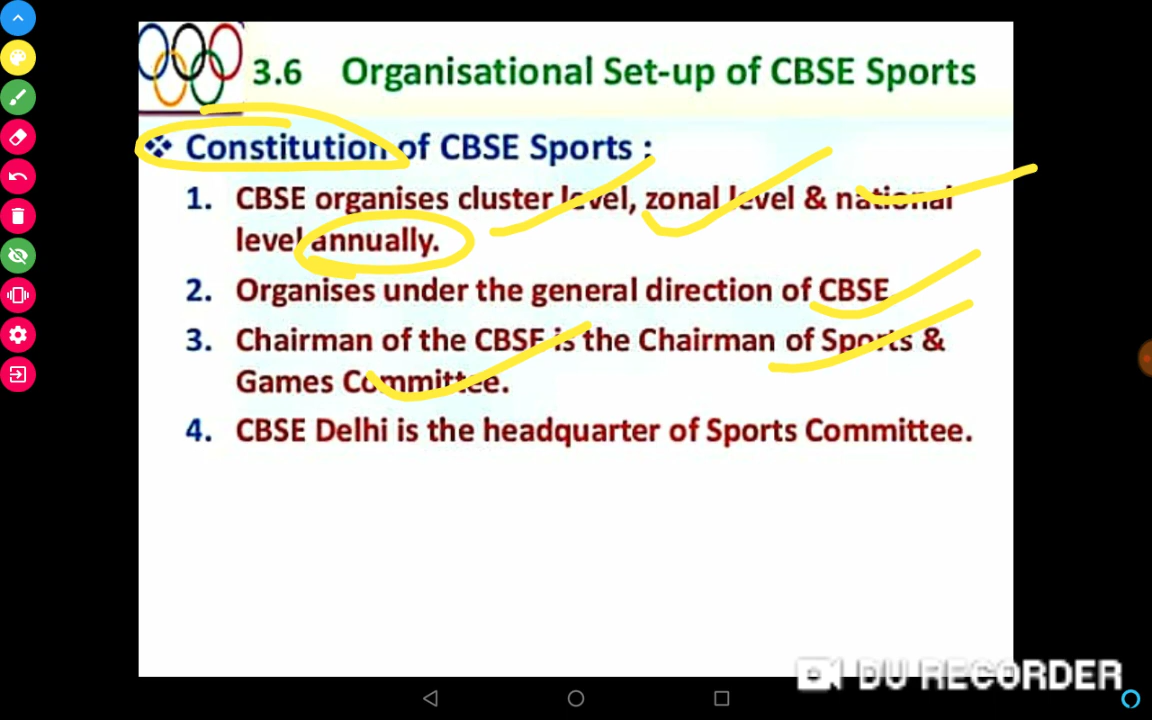 3.6 Organisational Set-up of CBSE Sports
❖ Constitution of CBSE Sports :
1. CBSE organises cluster level, zonal level & national
level annually.
2. Organises under the general direction of CBSE
3. Chairman of the CBSE is the Chairman of Sports &
Games Committee.
4. CBSE Delhi is the headquarter of Sports Committee.
DU RECORDER